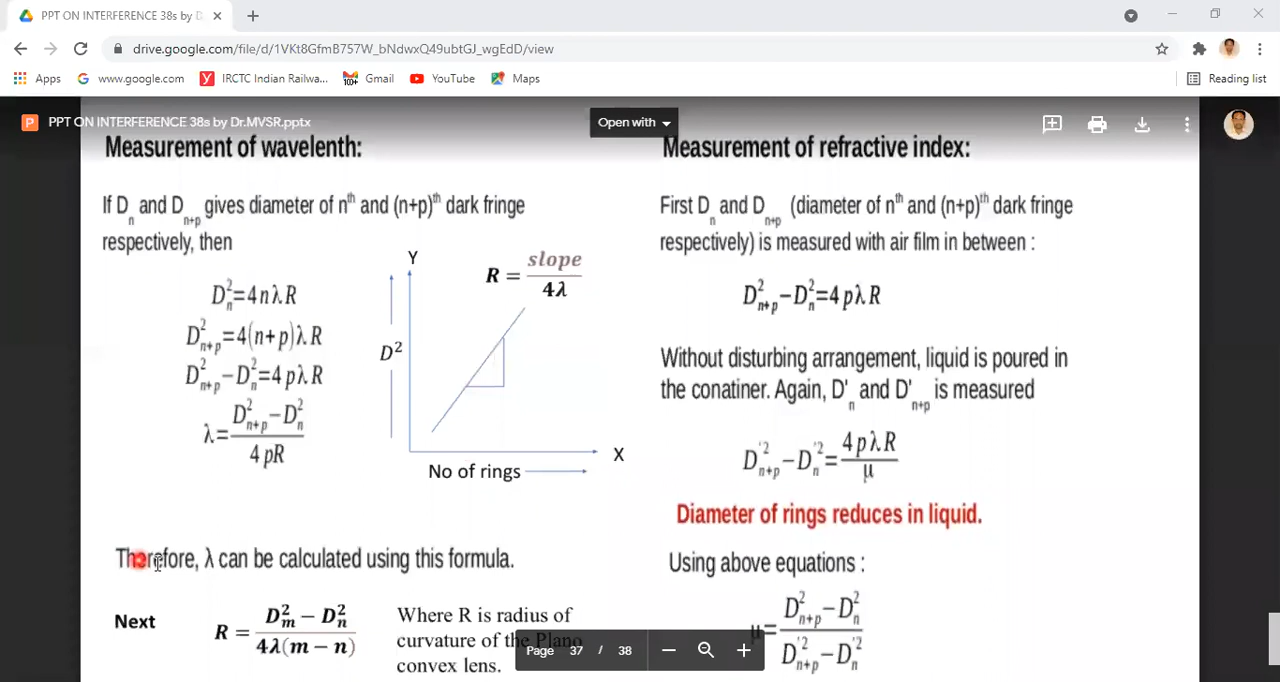 PPT ON INTERFERENCE 38s by D
drive.google.com/file/d/1VKt8GfmB757W_bNdwxQ49ubtGJ_wgEdD/view
Apps www.google.com IRCTC Indian Railwa... Gmail YouTube Maps Reading list
PPT ON INTERFERENCE 38s by Dr.MVSR.pptx
Open with
Measurement of wavelenth:
If Dₙ and Dₙ₊ₚ gives diameter of nᵗʰ and (n+p)ᵗʰ dark fringe
respectively, then
D²ₙ=4nλR
D²ₙ₊ₚ=4(n+p)λR
D²ₙ₊ₚ−D²ₙ=4pλR
λ=(D²ₙ₊ₚ−D²ₙ)/4pR
Y
R = slope/4λ
D²
X
No of rings
Therefore, λ can be calculated using this formula.
Next
R = (D²ₘ − D²ₙ)/4λ(m − n)
Where R is radius of
curvature of the Plano
convex lens.
Measurement of refractive index:
First Dₙ and Dₙ₊ₚ (diameter of nᵗʰ and (n+p)ᵗʰ dark fringe
respectively) is measured with air film in between :
D²ₙ₊ₚ−D²ₙ=4pλR
Without disturbing arrangement, liquid is poured in
the conatiner. Again, D'ₙ and D'ₙ₊ₚ is measured
D'²ₙ₊ₚ−D'²ₙ=4pλR/μ
Diameter of rings reduces in liquid.
Using above equations :
μ=(D²ₙ₊ₚ−D²ₙ)/(D'²ₙ₊ₚ−D'²ₙ)
Page 37 / 38